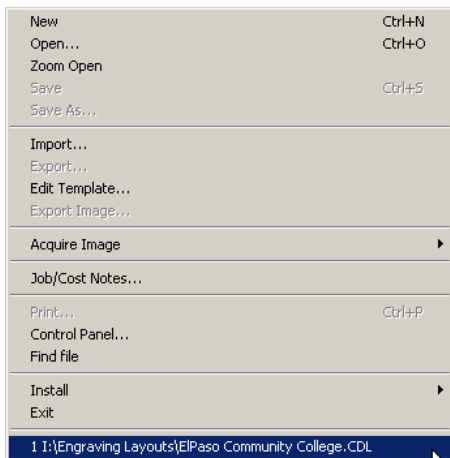 New Ctrl+N
Open... Ctrl+O
Zoom Open
Save Ctrl+S
Save As...
Import...
Export...
Edit Template...
Export Image...
Acquire Image
Job/Cost Notes...
Print... Ctrl+P
Control Panel...
Find file
Install
Exit
1 I:\Engraving Layouts\ElPaso Community College.CDL